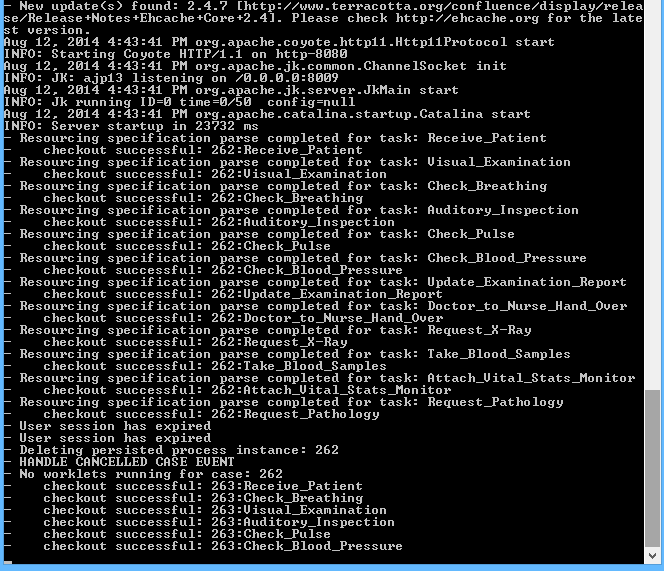 - New update(s) found: 2.4.7 [http://www.terracotta.org/confluence/display/relea
se/Release+Notes+Ehcache+Core+2.4]. Please check http://ehcache.org for the late
st version.
Aug 12, 2014 4:43:41 PM org.apache.coyote.http11.Http11Protocol start
INFO: Starting Coyote HTTP/1.1 on http-8080
Aug 12, 2014 4:43:41 PM org.apache.jk.common.ChannelSocket init
INFO: JK: ajp13 listening on /0.0.0.0:8009
Aug 12, 2014 4:43:41 PM org.apache.jk.server.JkMain start
INFO: Jk running ID=0 time=0/50  config=null
Aug 12, 2014 4:43:41 PM org.apache.catalina.startup.Catalina start
INFO: Server startup in 23732 ms
- Resourcing specification parse completed for task: Receive_Patient
-    checkout successful: 262:Receive_Patient
- Resourcing specification parse completed for task: Visual_Examination
-    checkout successful: 262:Visual_Examination
- Resourcing specification parse completed for task: Check_Breathing
-    checkout successful: 262:Check_Breathing
- Resourcing specification parse completed for task: Auditory_Inspection
-    checkout successful: 262:Auditory_Inspection
- Resourcing specification parse completed for task: Check_Pulse
-    checkout successful: 262:Check_Pulse
- Resourcing specification parse completed for task: Check_Blood_Pressure
-    checkout successful: 262:Check_Blood_Pressure
- Resourcing specification parse completed for task: Update_Examination_Report
-    checkout successful: 262:Update_Examination_Report
- Resourcing specification parse completed for task: Doctor_to_Nurse_Hand_Over
-    checkout successful: 262:Doctor_to_Nurse_Hand_Over
- Resourcing specification parse completed for task: Request_X-Ray
-    checkout successful: 262:Request_X-Ray
- Resourcing specification parse completed for task: Take_Blood_Samples
-    checkout successful: 262:Take_Blood_Samples
- Resourcing specification parse completed for task: Attach_Vital_Stats_Monitor
-    checkout successful: 262:Attach_Vital_Stats_Monitor
- Resourcing specification parse completed for task: Request_Pathology
-    checkout successful: 262:Request_Pathology
- User session has expired
- User session has expired
- Deleting persisted process instance: 262
- HANDLE CANCELLED CASE EVENT
- No worklets running for case: 262
-    checkout successful: 263:Receive_Patient
-    checkout successful: 263:Check_Breathing
-    checkout successful: 263:Visual_Examination
-    checkout successful: 263:Auditory_Inspection
-    checkout successful: 263:Check_Pulse
-    checkout successful: 263:Check_Blood_Pressure